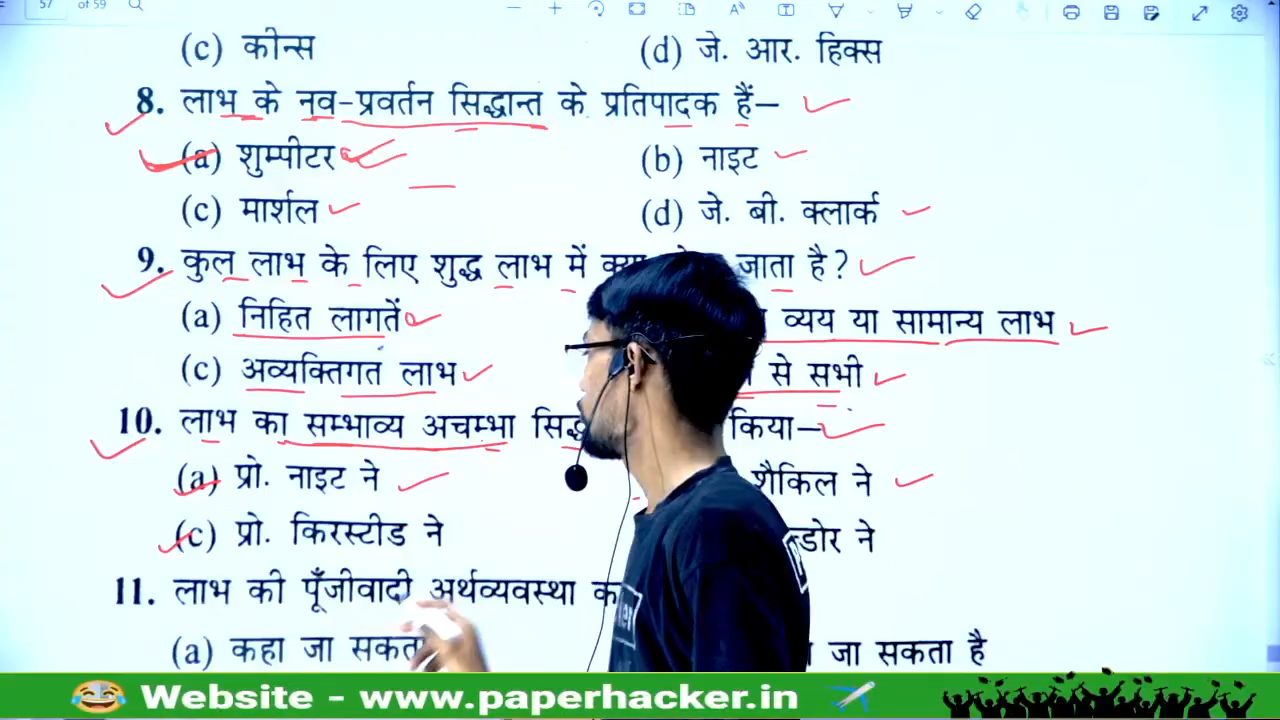 57 of 59
(c) कीन्स (d) जे. आर. हिक्स
8. लाभ के नव-प्रवर्तन सिद्धान्त के प्रतिपादक हैं—
(a) शुम्पीटर (b) नाइट
(c) मार्शल (d) जे. बी. क्लार्क
9. कुल लाभ के लिए शुद्ध लाभ में जाता है?
(a) निहित लागतें व्यय या सामान्य लाभ
(c) अव्यक्तिगत लाभ से सभी
10. लाभ का सम्भाव्य अचम्भा किया—
(a) प्रो. नाइट ने शैकिल ने
(c) प्रो. किरस्टीड ने ने
11. लाभ की पूँजीवादी अर्थव्यवस्था
(a) कहा जा जा सकता है
Website - www.paperhacker.in